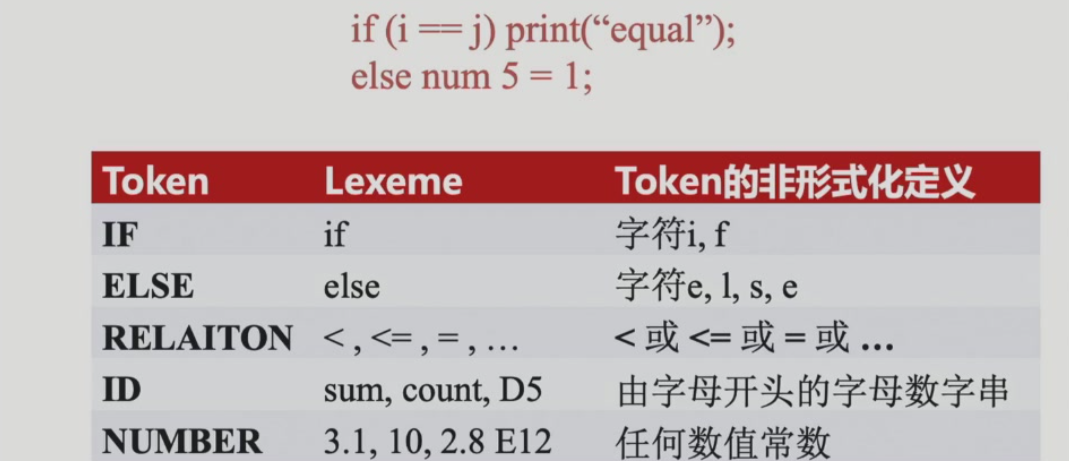 if (i == j) print(“equal”);
else num 5 = 1;
Token Lexeme Token的非形式化定义
IF if 字符i, f
ELSE else 字符e, l, s, e
RELAITON < , <= , = , … < 或 <= 或 = 或 ...
ID sum, count, D5 由字母开头的字母数字串
NUMBER 3.1, 10, 2.8 E12 任何数值常数